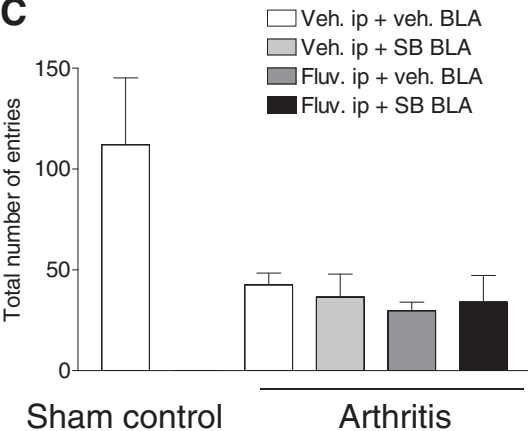 C
Veh. ip + veh. BLA
Veh. ip + SB BLA
Fluv. ip + veh. BLA
Fluv. ip + SB BLA
Total number of entries
150
100
50
0
Sham control
Arthritis